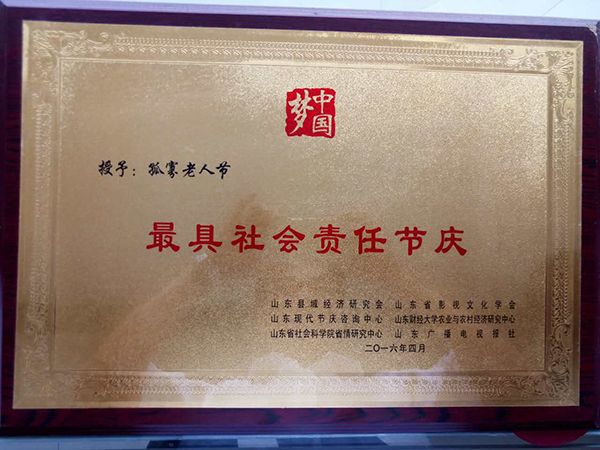 中国梦
授予：孤寡老人节
最具社会责任节庆
山东县域经济研究会 山东省影视文化学会
山东现代节庆咨询中心 山东财经大学农业与农村经济研究中心
山东省社会科学院省情研究中心 山东广播电视报社
二〇一六年四月